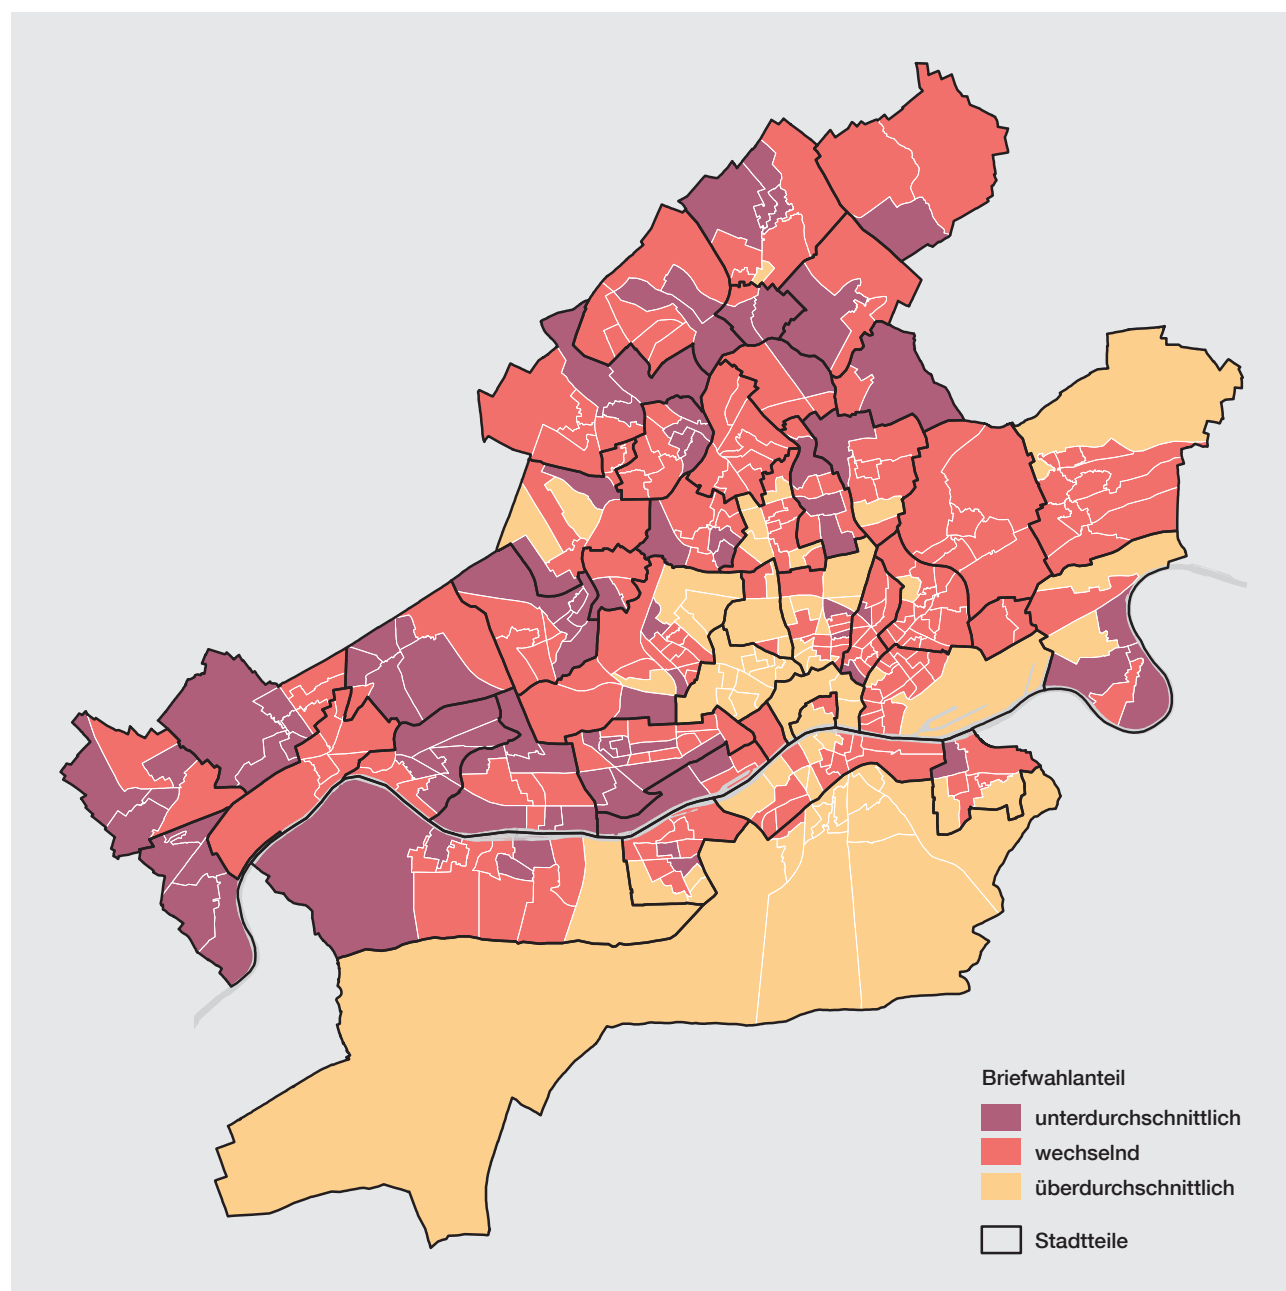 Briefwahlanteil
unterdurchschnittlich
wechselnd
überdurchschnittlich
Stadtteile